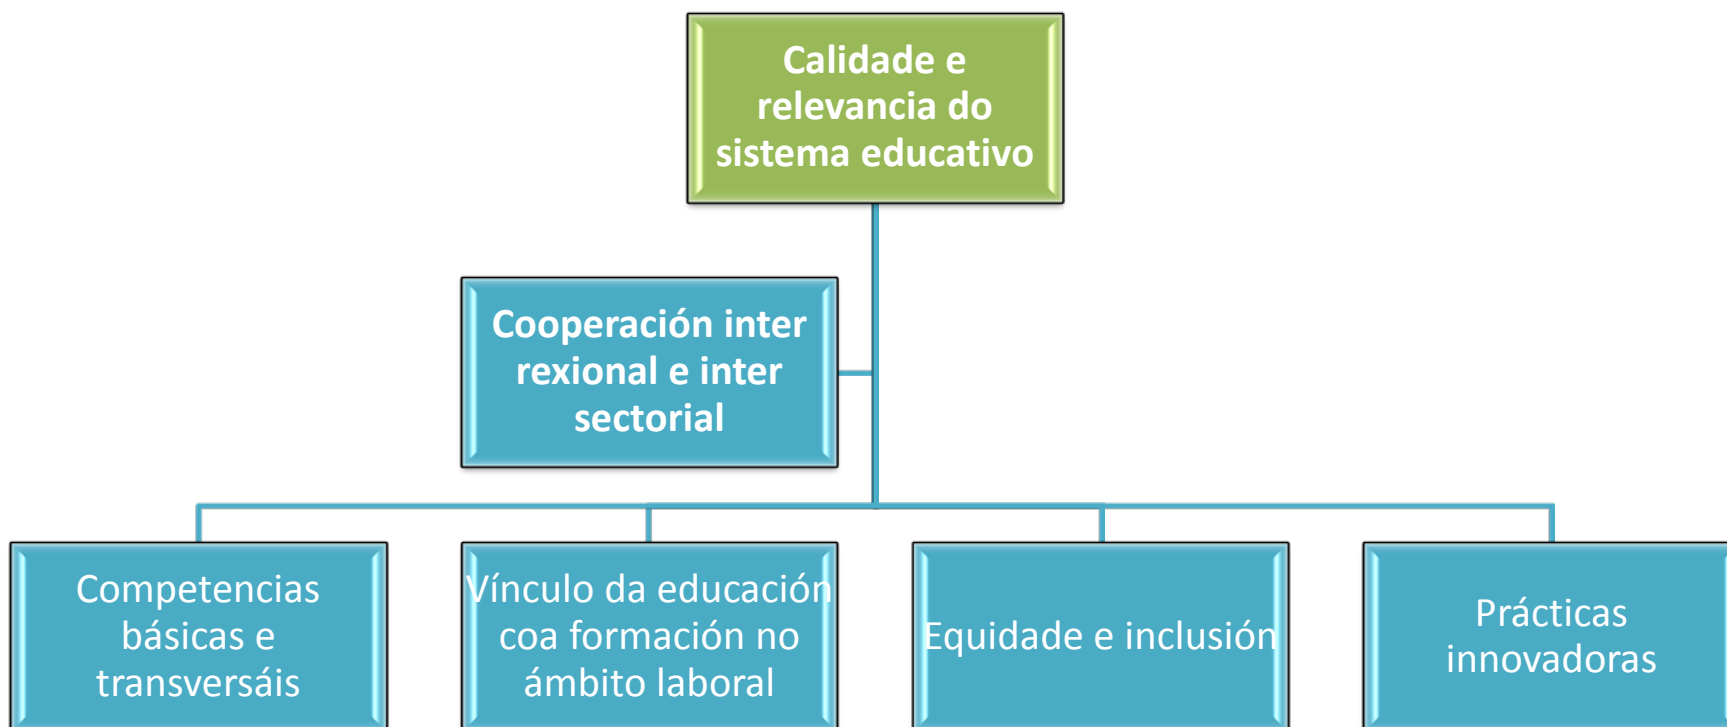 Calidade e
relevancia do
sistema educativo
Cooperación inter
rexional e inter
sectorial
Competencias
básicas e
transversáis
Vínculo da educación
coa formación no
ámbito laboral
Equidade e inclusión
Prácticas
innovadoras